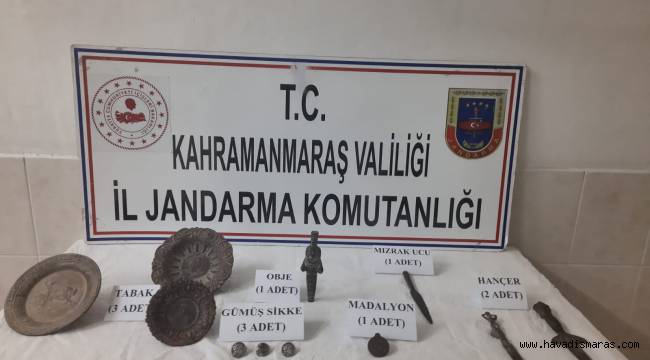 T.C.
KAHRAMANMARAŞ VALİLİĞİ
İL JANDARMA KOMUTANLIĞI
JANDARMA
TABAK
(3 ADET)
OBJE
(1 ADET)
GÜMÜŞ SİKKE
(3 ADET)
MIZRAK UCU
(1 ADET)
MADALYON
(1 ADET)
HANÇER
(2 ADET)
www.havadismaras.com